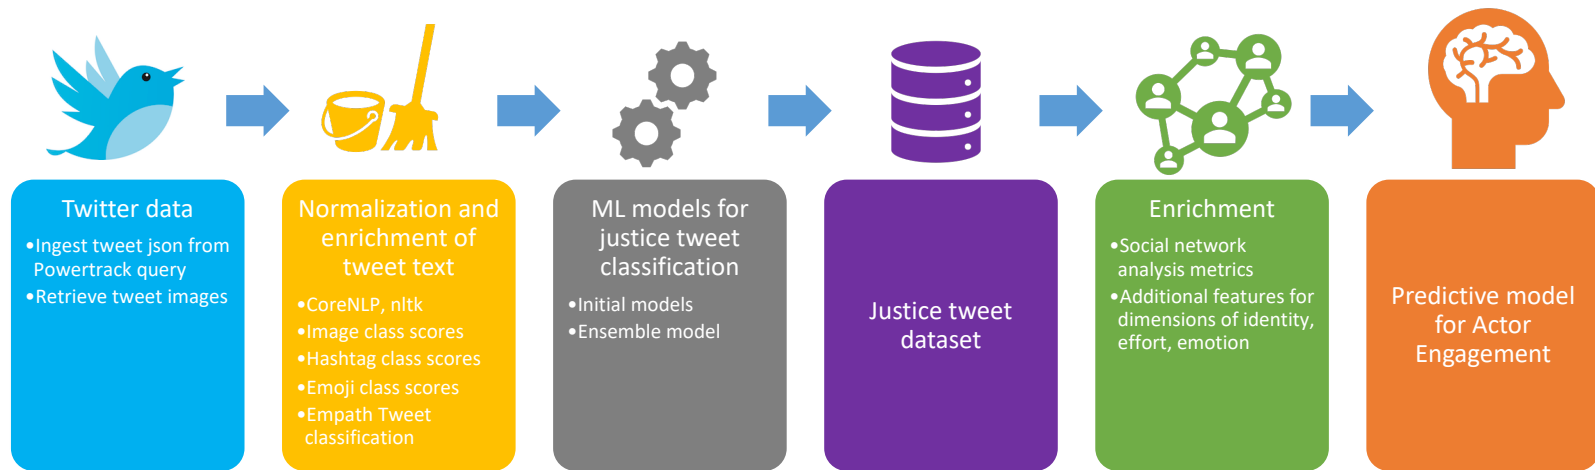 Twitter data
•Ingest tweet json from
Powertrack query
•Retrieve tweet images
Normalization and
enrichment of
tweet text
•CoreNLP, nltk
•Image class scores
•Hashtag class scores
•Emoji class scores
•Empath Tweet
classification
ML models for
justice tweet
classification
•Initial models
•Ensemble model
Justice tweet
dataset
Enrichment
•Social network
analysis metrics
•Additional features for
dimensions of identity,
effort, emotion
Predictive model
for Actor
Engagement